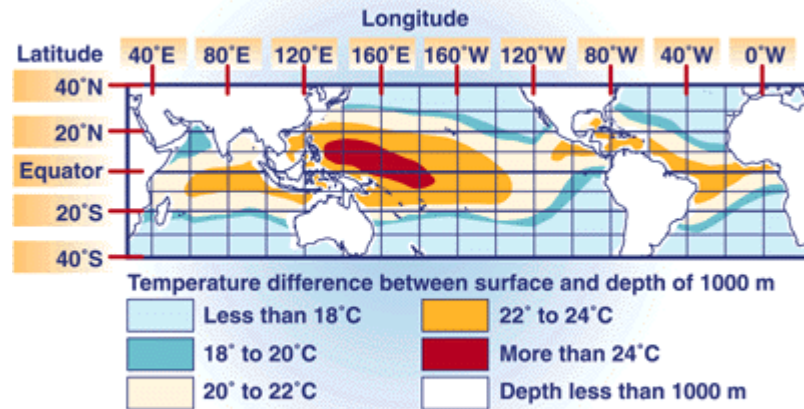 Longitude
Latitude 40˚E 80˚E 120˚E 160˚E 160˚W 120˚W 80˚W 40˚W 0˚W
40˚N
20˚N
Equator
20˚S
40˚S
Temperature difference between surface and depth of 1000 m
Less than 18˚C 22˚ to 24˚C
18˚ to 20˚C More than 24˚C
20˚ to 22˚C Depth less than 1000 m